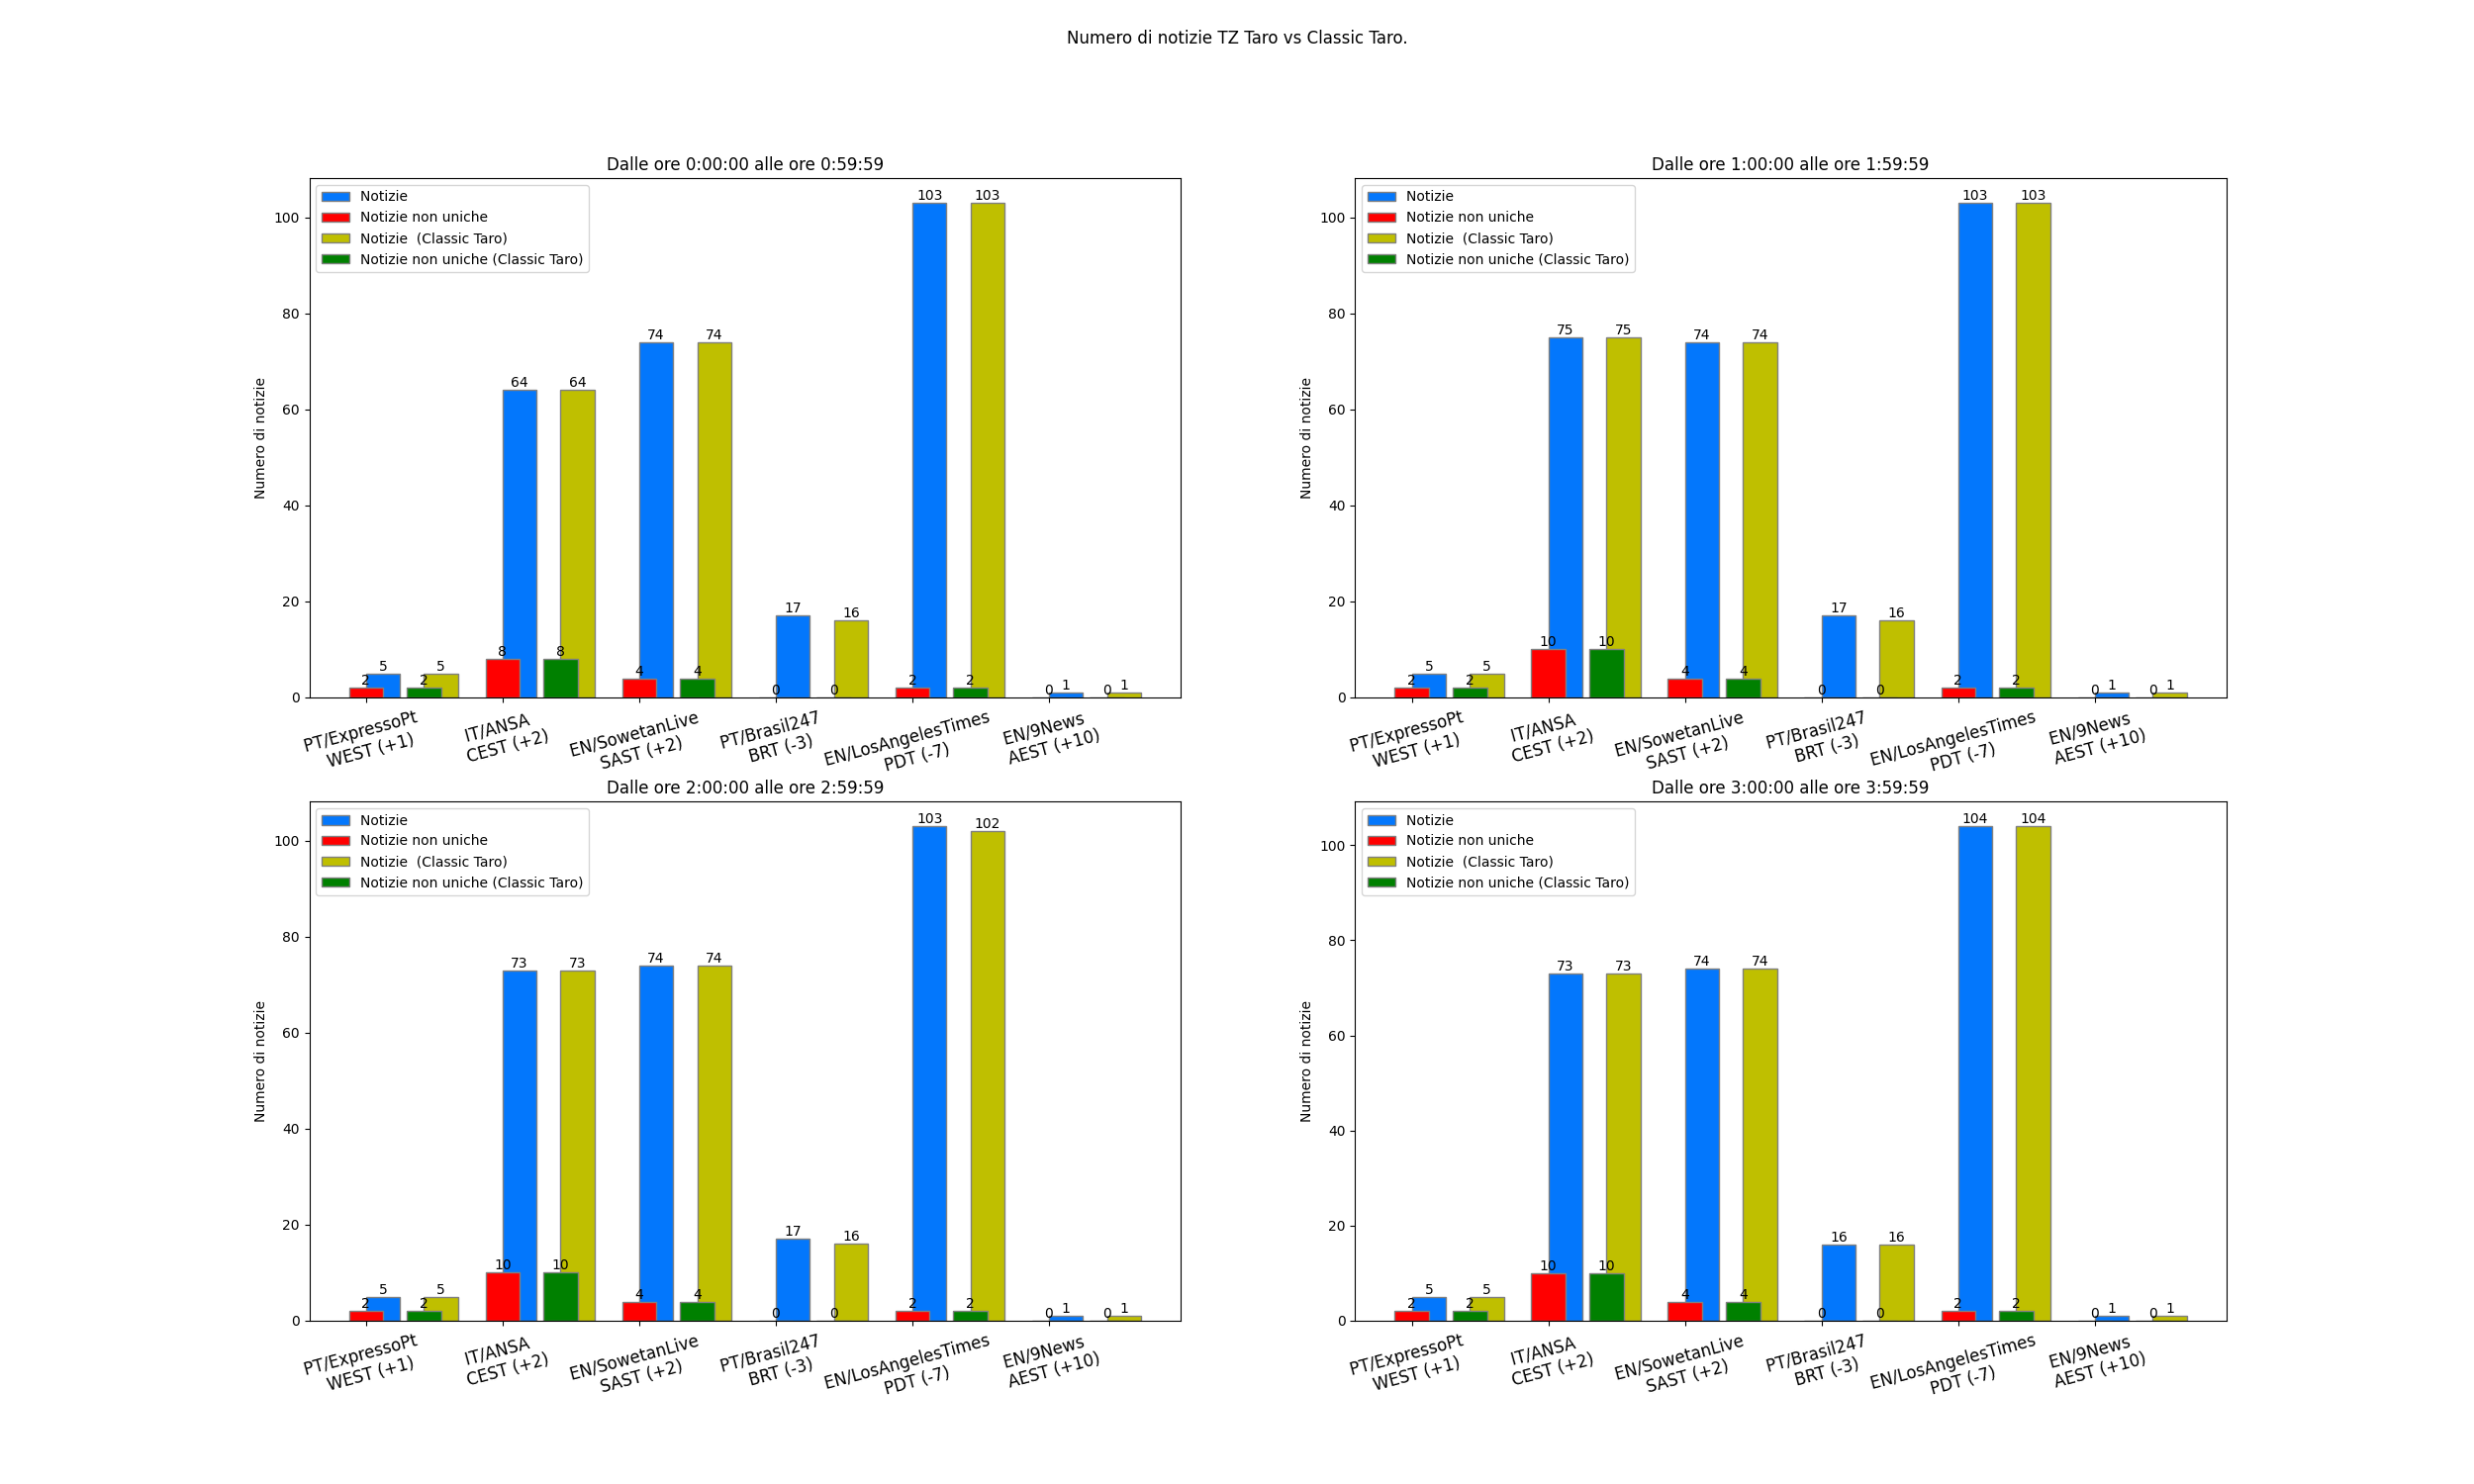 Numero di notizie TZ Taro vs Classic Taro.
Dalle ore 0:00:00 alle ore 0:59:59
Numero di notizie
100
80
60
40
20
0
Notizie
Notizie non uniche
Notizie (Classic Taro)
Notizie non uniche (Classic Taro)
2 5 2 5
8 64 8 64
4 74 4 74
0 17 0 16
2 103 2 103
0 1 0 1
PT/ExpressoPt
WEST (+1)
IT/ANSA
CEST (+2)
EN/SowetanLive
SAST (+2)
PT/Brasil247
BRT (-3)
EN/LosAngelesTimes
PDT (-7)
EN/9News
AEST (+10)
Dalle ore 1:00:00 alle ore 1:59:59
Numero di notizie
100
80
60
40
20
0
Notizie
Notizie non uniche
Notizie (Classic Taro)
Notizie non uniche (Classic Taro)
2 5 2 5
10 75 10 75
4 74 4 74
0 17 0 16
2 103 2 103
0 1 0 1
PT/ExpressoPt
WEST (+1)
IT/ANSA
CEST (+2)
EN/SowetanLive
SAST (+2)
PT/Brasil247
BRT (-3)
EN/LosAngelesTimes
PDT (-7)
EN/9News
AEST (+10)
Dalle ore 2:00:00 alle ore 2:59:59
Numero di notizie
100
80
60
40
20
0
Notizie
Notizie non uniche
Notizie (Classic Taro)
Notizie non uniche (Classic Taro)
2 5 2 5
10 73 10 73
4 74 4 74
0 17 0 16
2 103 2 102
0 1 0 1
PT/ExpressoPt
WEST (+1)
IT/ANSA
CEST (+2)
EN/SowetanLive
SAST (+2)
PT/Brasil247
BRT (-3)
EN/LosAngelesTimes
PDT (-7)
EN/9News
AEST (+10)
Dalle ore 3:00:00 alle ore 3:59:59
Numero di notizie
100
80
60
40
20
0
Notizie
Notizie non uniche
Notizie (Classic Taro)
Notizie non uniche (Classic Taro)
2 5 2 5
10 73 10 73
4 74 4 74
0 16 0 16
2 104 2 104
0 1 0 1
PT/ExpressoPt
WEST (+1)
IT/ANSA
CEST (+2)
EN/SowetanLive
SAST (+2)
PT/Brasil247
BRT (-3)
EN/LosAngelesTimes
PDT (-7)
EN/9News
AEST (+10)